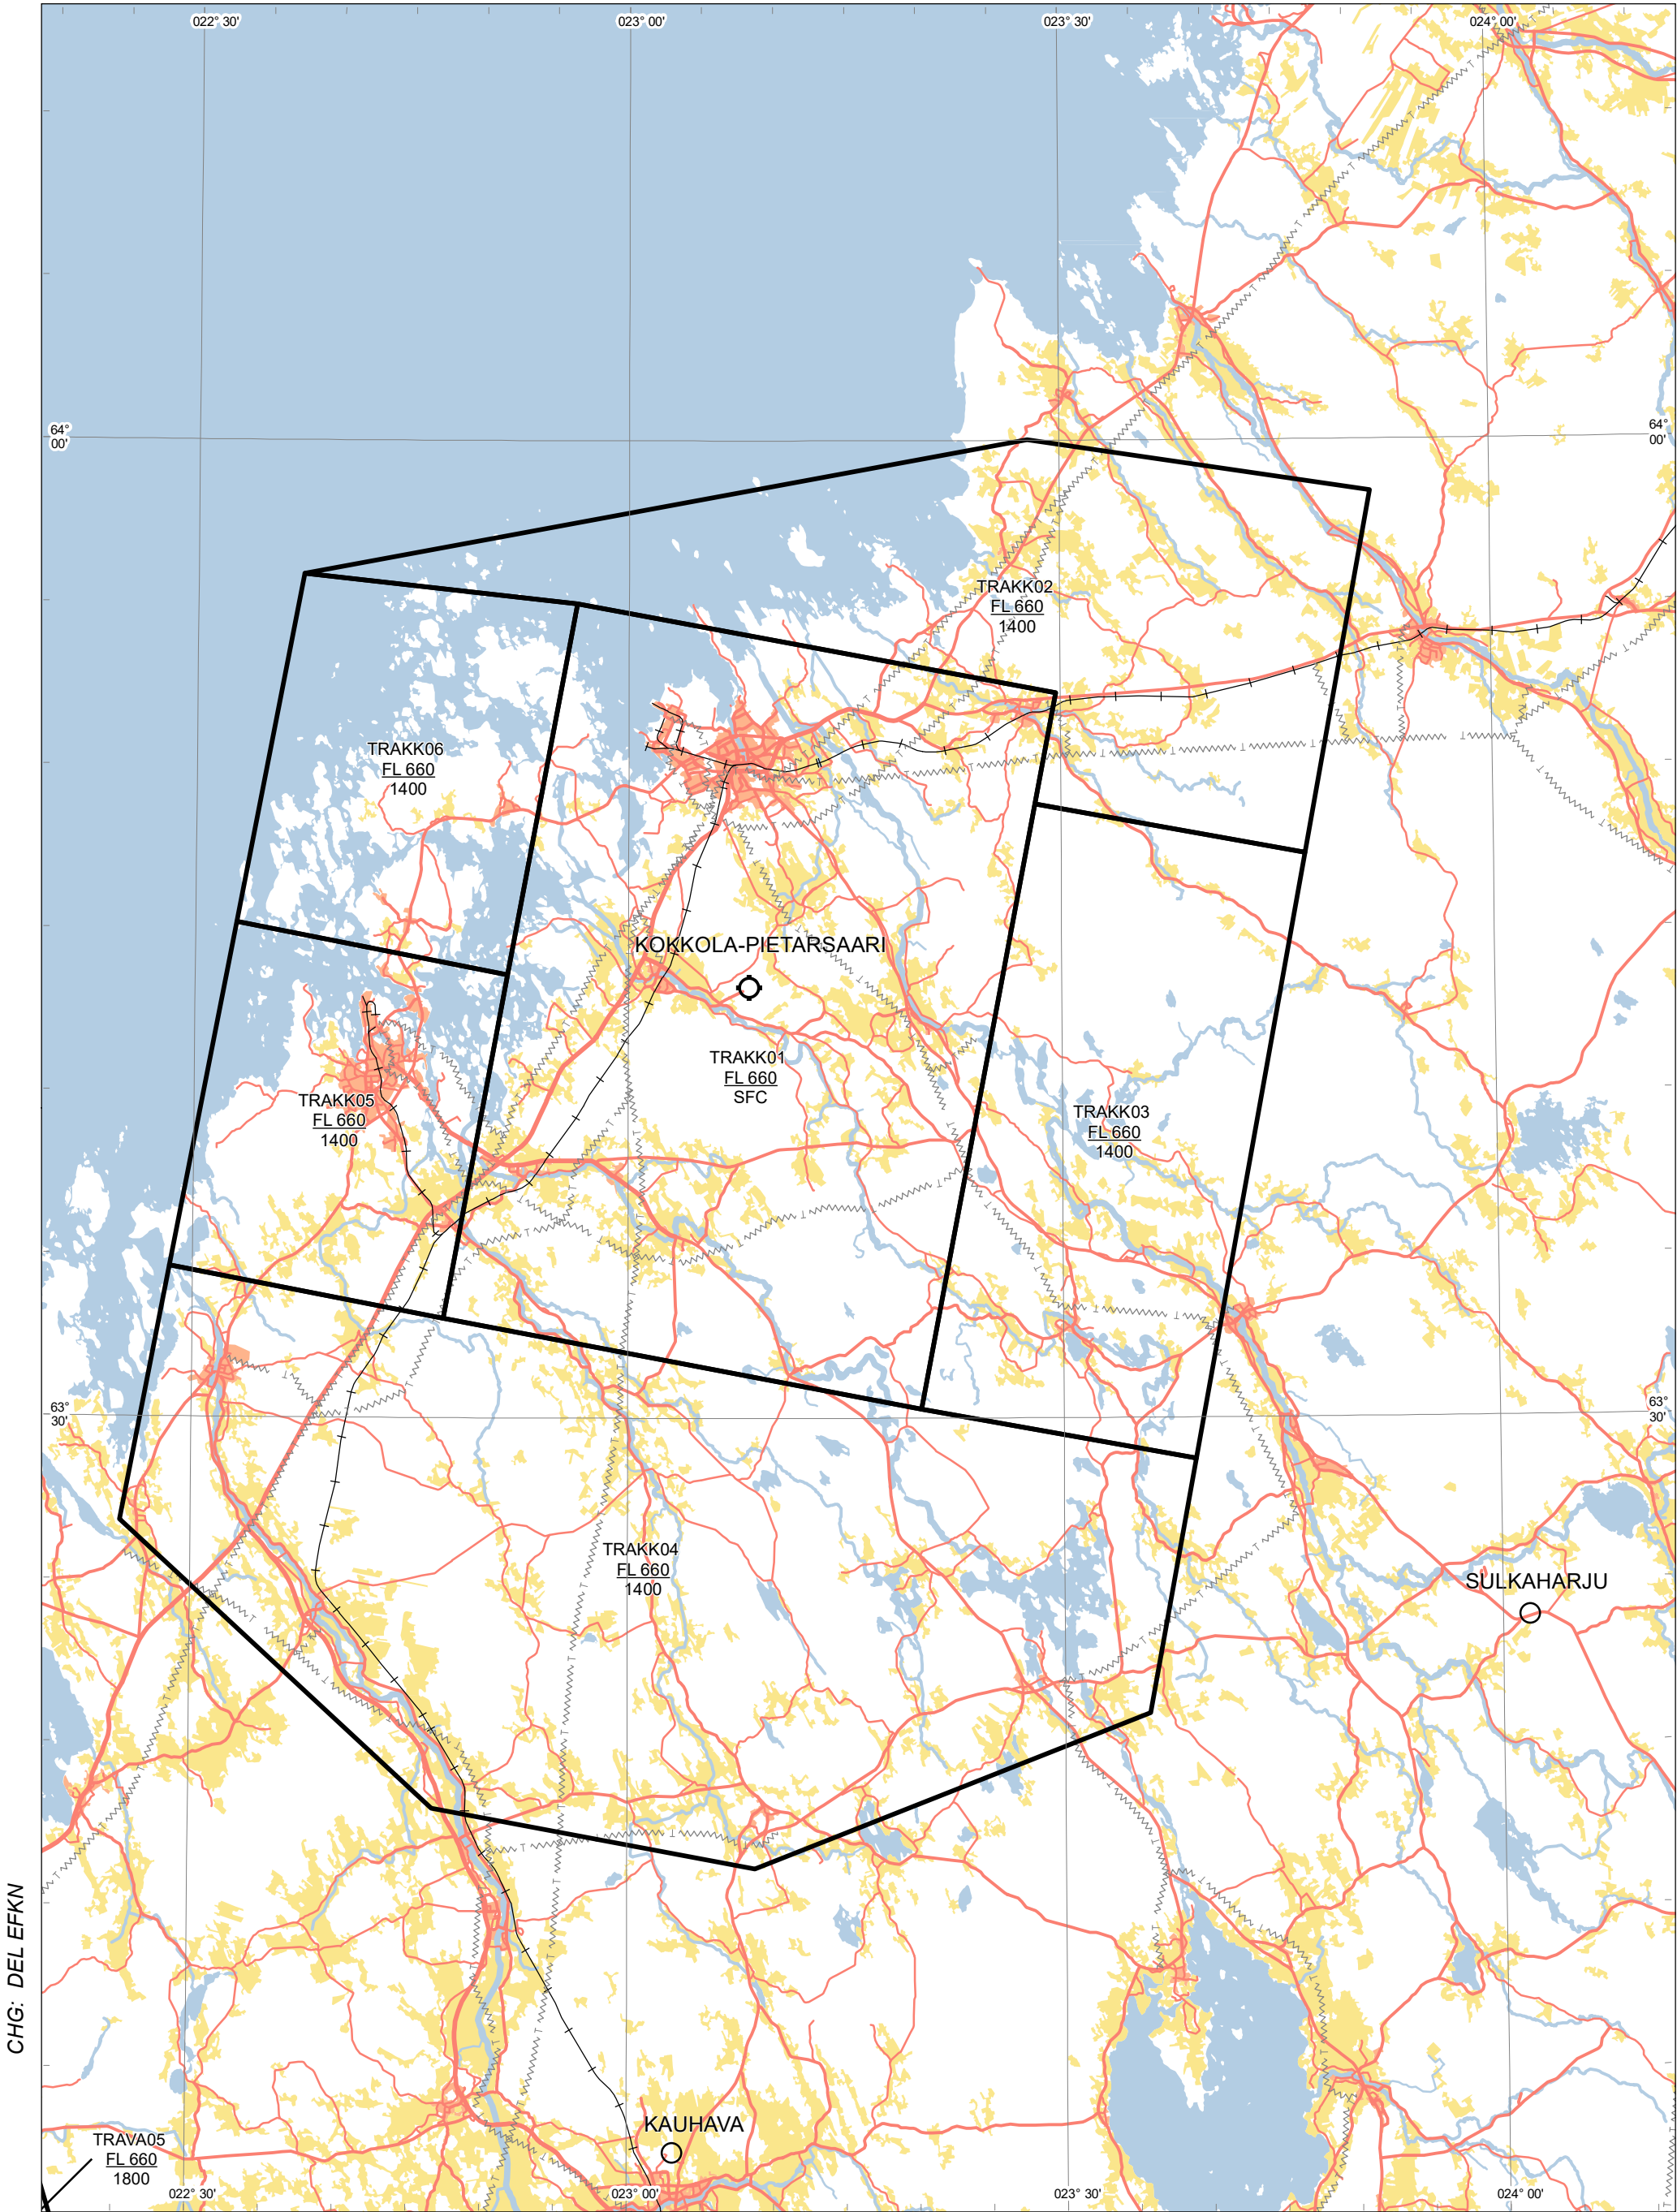 022° 30'
023° 00'
023° 30'
024° 00'
64°
00'
64°
00'
TRAKK02
FL 660
1400
TRAKK06
FL 660
1400
KOKKOLA-PIETARSAARI
TRAKK01
FL 660
SFC
TRAKK05
FL 660
1400
TRAKK03
FL 660
1400
63°
30'
63°
30'
TRAKK04
FL 660
1400
SULKAHARJU
CHG: DEL EFKN
KAUHAVA
TRAVA05
FL 660
1800
022° 30'
023° 00'
023° 30'
024° 00'